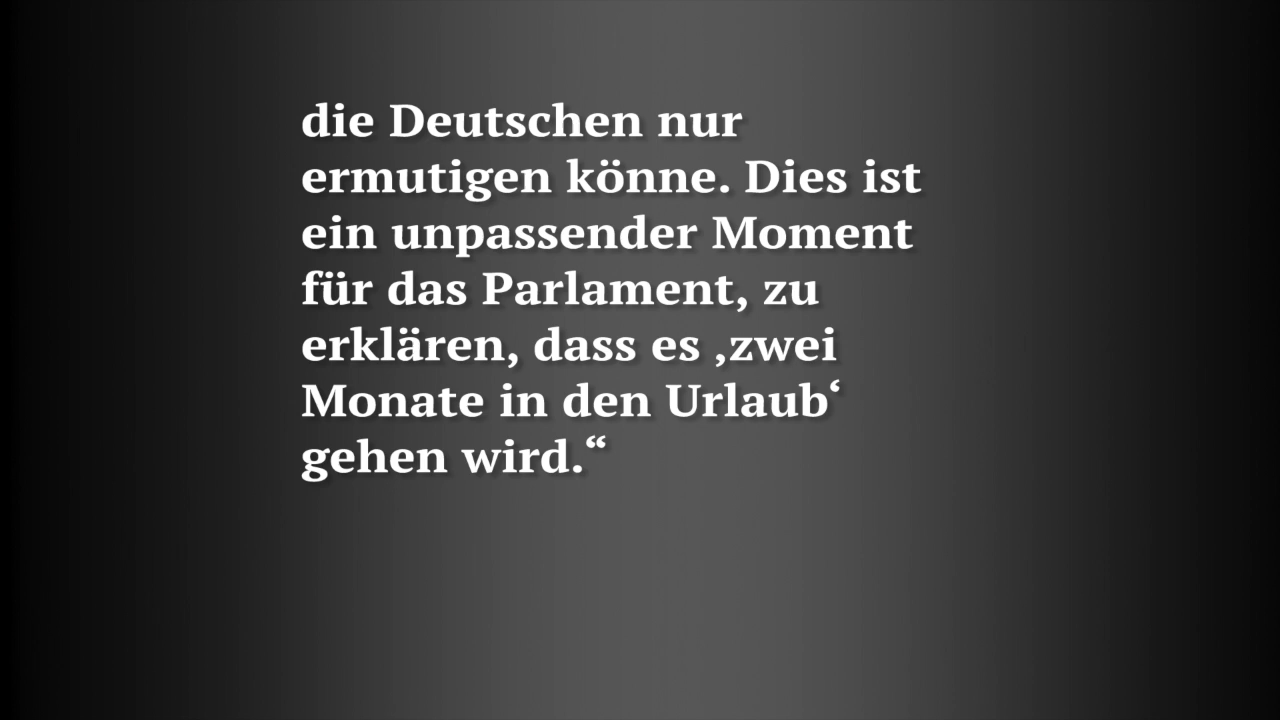 die Deutschen nur
ermutigen könne. Dies ist
ein unpassender Moment
für das Parlament, zu
erklären, dass es ‚zwei
Monate in den Urlaub‘
gehen wird.“